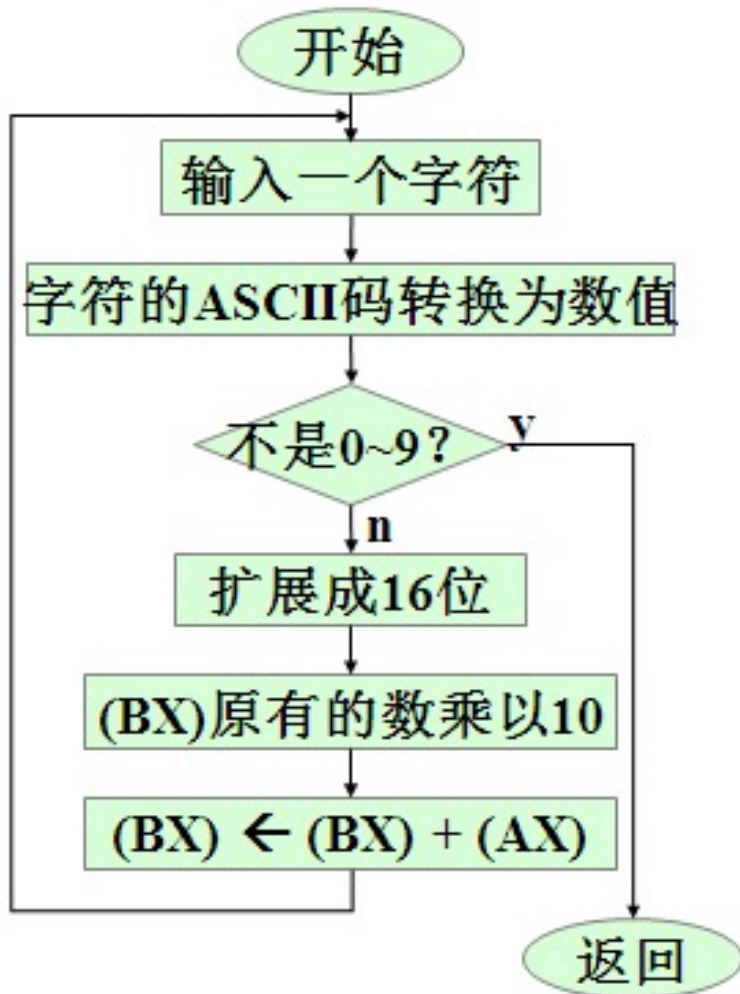 开始
输入一个字符
字符的ASCII码转换为数值
不是0~9？
y
n
扩展成16位
(BX)原有的数乘以10
(BX) ← (BX) + (AX)
返回